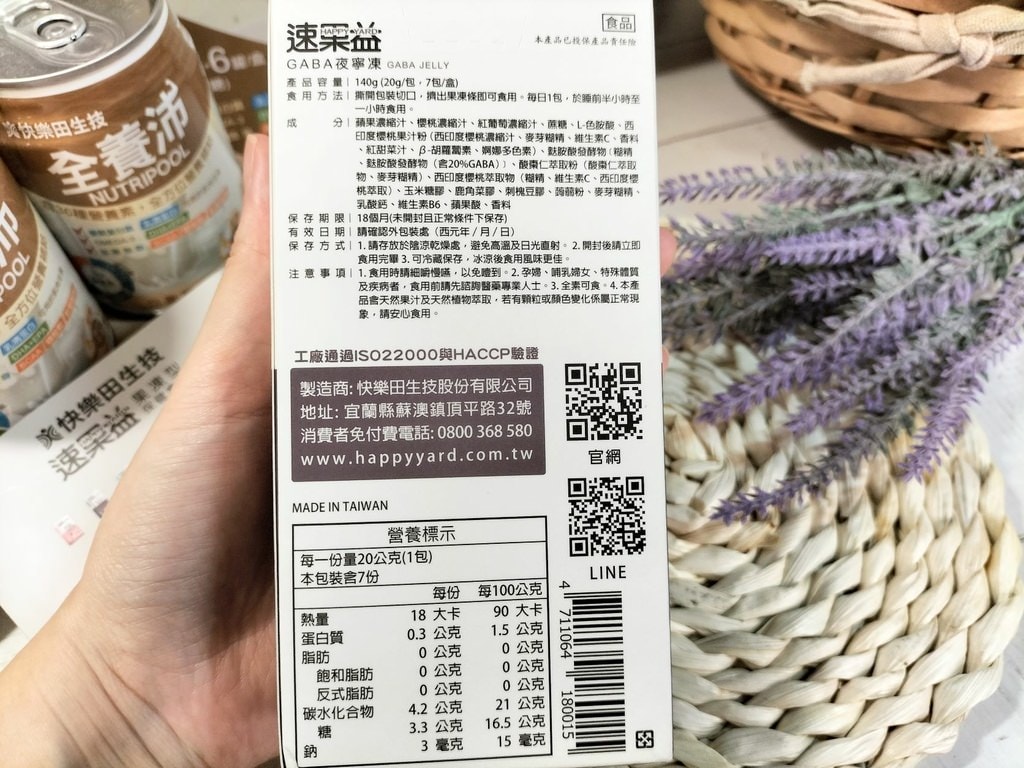 速果益
HAPPY YARD
食品
本產品已投保產品責任險
GABA夜寧凍 GABA JELLY
產品容量 140g (20g/包，7包/盒)
食用方法 撕開包裝切口，擠出果凍條即可食用。每日1包，於睡前半小時至
一小時食用。
成分 蘋果濃縮汁、櫻桃濃縮汁、紅葡萄濃縮汁、蔗糖、L-色胺酸、西
印度櫻桃果汁粉（西印度櫻桃濃縮汁、麥芽糊精、維生素C、香料
、紅甜菜汁、β-胡蘿蔔素、婀娜多色素）、麩胺酸發酵物（糊精
、麩胺酸發酵物（含20%GABA））、酸棗仁萃取粉（酸棗仁萃取
物、麥芽糊精）、西印度櫻桃萃取物（糊精、維生素C、西印度櫻
桃萃取）、玉米糖膠、鹿角菜膠、刺槐豆膠、蒟蒻粉、麥芽糊精、
乳酸鈣、維生素B6、蘋果酸、香料
保存期限 18個月(未開封且正常條件下保存)
有效日期 請確認外包裝處（西元年/月/日）
保存方式 1.請存放於陰涼乾燥處，避免高溫及日光直射。2.開封後請立即
食用完畢 3.可冷藏保存，冰涼後食用風味更佳。
注意事項 1.食用時請細嚼慢嚥，以免噎到。2.孕婦、哺乳婦女、特殊體質
及疾病者，食用前請先諮詢醫藥專業人士。3.全素可食。4.本產
品含天然果汁及天然植物萃取，若有顆粒或顏色變化係屬正常現
象，請安心食用。
工廠通過ISO22000與HACCP驗證
製造商: 快樂田生技股份有限公司
地址: 宜蘭縣蘇澳鎮頂平路32號
消費者免付費電話: 0800 368 580
www.happyyard.com.tw
官網
LINE
MADE IN TAIWAN
營養標示
每一份量20公克(1包)
本包裝含7份
每份 每100公克
熱量 18 大卡 90 大卡
蛋白質 0.3 公克 1.5 公克
脂肪 0 公克 0 公克
飽和脂肪 0 公克 0 公克
反式脂肪 0 公克 0 公克
碳水化合物 4.2 公克 21 公克
糖 3.3 公克 16.5 公克
鈉 3 毫克 15 毫克
4 711064 180015
快樂田生技
全養沛
NUTRIPOOL
快樂田生技
速果益